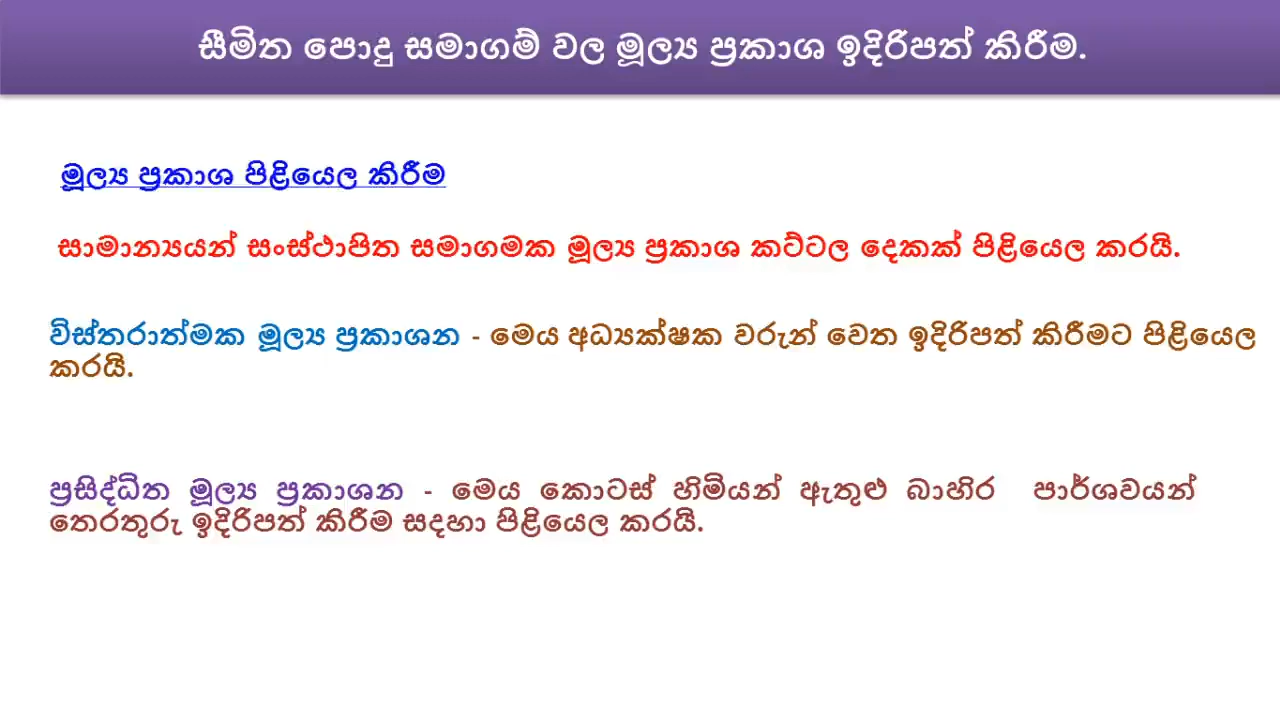 සීමිත පොදු සමාගම් වල මූල්‍ය ප්‍රකාශ ඉදිරිපත් කිරීම.
මූල්‍ය ප්‍රකාශ පිළියෙල කිරීම
සාමාන්‍යයන් සංස්ථාපිත සමාගමක මූල්‍ය ප්‍රකාශ කට්ටල දෙකක් පිළියෙල කරයි.
විස්තරාත්මක මූල්‍ය ප්‍රකාශන - මෙය අධ්‍යක්ෂක වරුන් වෙත ඉදිරිපත් කිරීමට පිළියෙල
කරයි.
ප්‍රසිද්ධිත මූල්‍ය ප්‍රකාශන - මෙය කොටස් හිමියන් ඇතුළු බාහිර පාර්ශවයන්
තෙරතුරු ඉදිරිපත් කිරීම සදහා පිළියෙල කරයි.